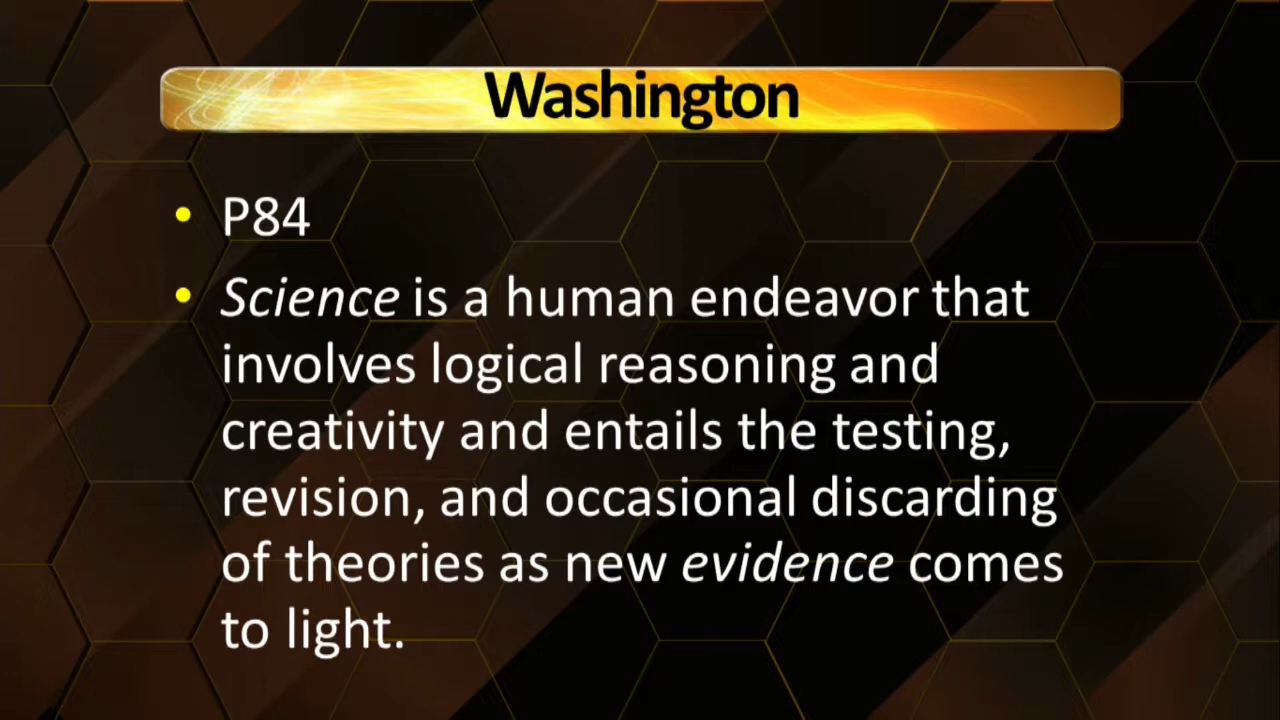 Washington
• P84
• Science is a human endeavor that
involves logical reasoning and
creativity and entails the testing,
revision, and occasional discarding
of theories as new evidence comes
to light.